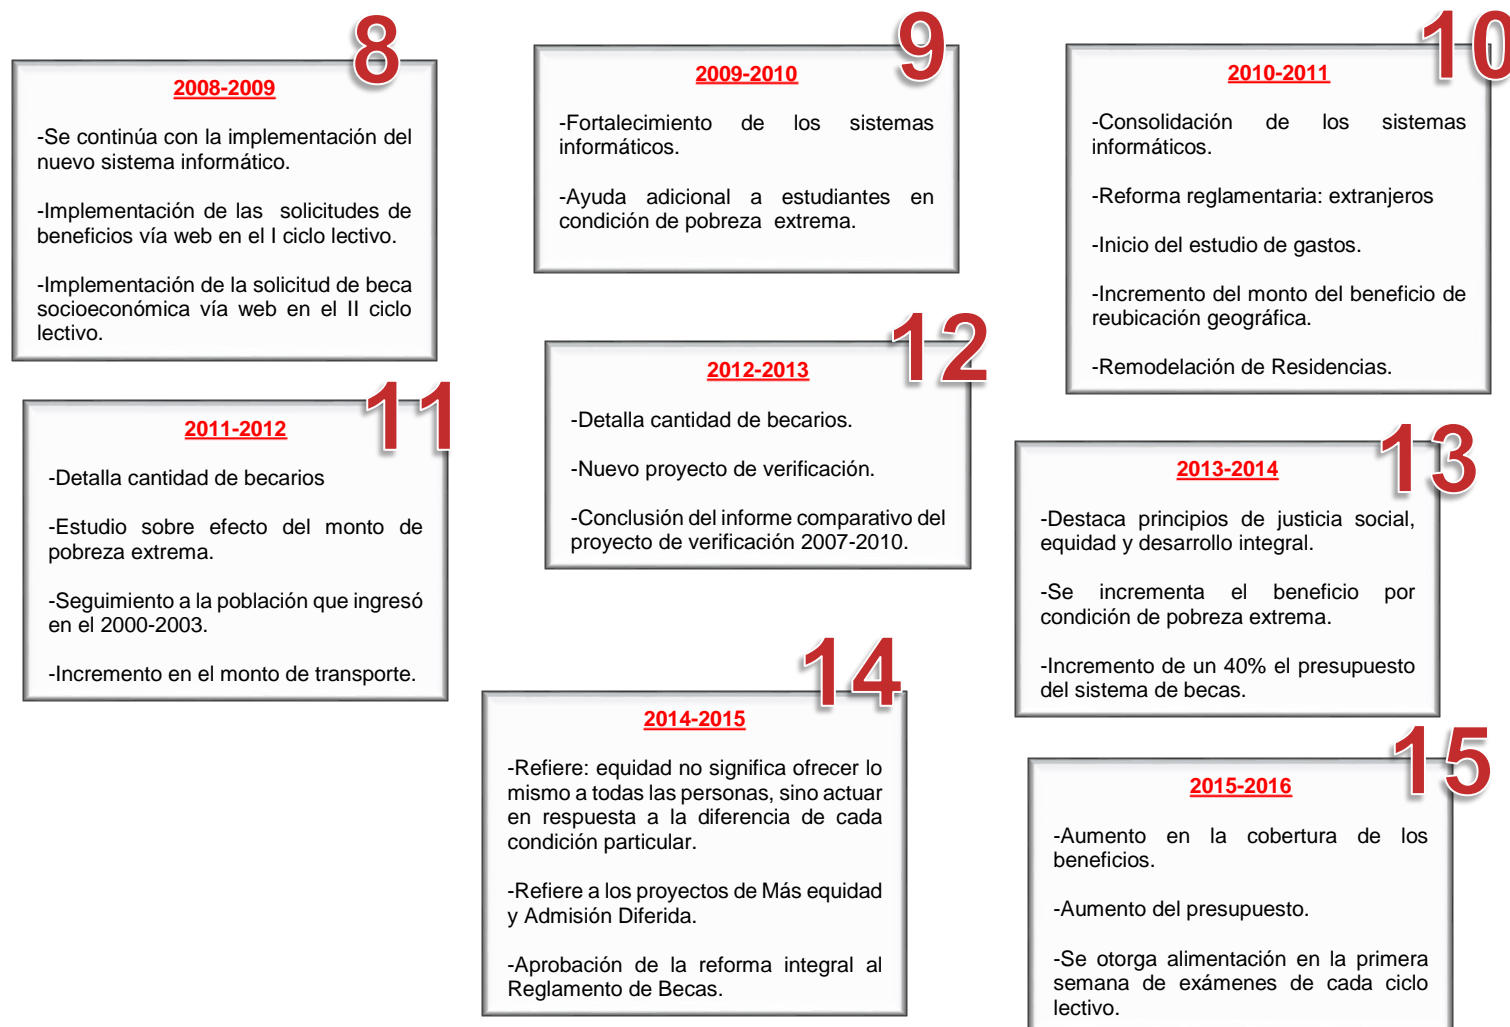 8
2008-2009
-Se continúa con la implementación del
nuevo sistema informático.
-Implementación de las solicitudes de
beneficios vía web en el I ciclo lectivo.
-Implementación de la solicitud de beca
socioeconómica vía web en el II ciclo
lectivo.
9
2009-2010
-Fortalecimiento de los sistemas
informáticos.
-Ayuda adicional a estudiantes en
condición de pobreza extrema.
10
2010-2011
-Consolidación de los sistemas
informáticos.
-Reforma reglamentaria: extranjeros
-Inicio del estudio de gastos.
-Incremento del monto del beneficio de
reubicación geográfica.
-Remodelación de Residencias.
11
2011-2012
-Detalla cantidad de becarios
-Estudio sobre efecto del monto de
pobreza extrema.
-Seguimiento a la población que ingresó
en el 2000-2003.
-Incremento en el monto de transporte.
12
2012-2013
-Detalla cantidad de becarios.
-Nuevo proyecto de verificación.
-Conclusión del informe comparativo del
proyecto de verificación 2007-2010.
13
2013-2014
-Destaca principios de justicia social,
equidad y desarrollo integral.
-Se incrementa el beneficio por
condición de pobreza extrema.
-Incremento de un 40% el presupuesto
del sistema de becas.
14
2014-2015
-Refiere: equidad no significa ofrecer lo
mismo a todas las personas, sino actuar
en respuesta a la diferencia de cada
condición particular.
-Refiere a los proyectos de Más equidad
y Admisión Diferida.
-Aprobación de la reforma integral al
Reglamento de Becas.
15
2015-2016
-Aumento en la cobertura de los
beneficios.
-Aumento del presupuesto.
-Se otorga alimentación en la primera
semana de exámenes de cada ciclo
lectivo.